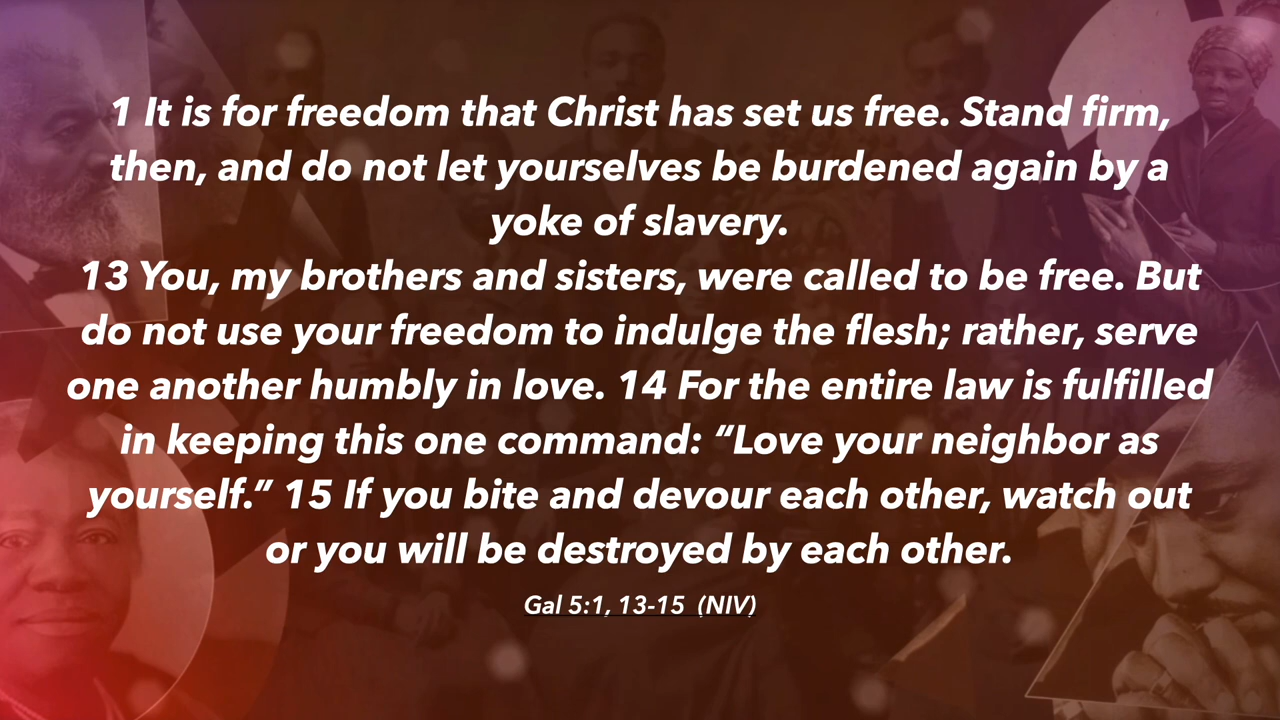 1 It is for freedom that Christ has set us free. Stand firm,
then, and do not let yourselves be burdened again by a
yoke of slavery.
13 You, my brothers and sisters, were called to be free. But
do not use your freedom to indulge the flesh; rather, serve
one another humbly in love. 14 For the entire law is fulfilled
in keeping this one command: “Love your neighbor as
yourself.” 15 If you bite and devour each other, watch out
or you will be destroyed by each other.
Gal 5:1, 13-15 (NIV)